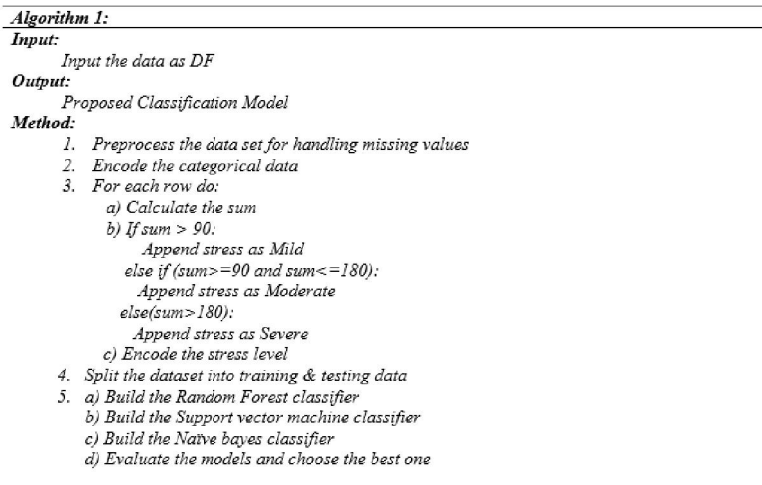 Algorithm 1:
Input:
Input the data as DF
Output:
Proposed Classification Model
Method:
1. Preprocess the data set for handling missing values
2. Encode the categorical data
3. For each row do:
a) Calculate the sum
b) If sum > 90:
Append stress as Mild
else if (sum>=90 and sum<=180):
Append stress as Moderate
else(sum>180):
Append stress as Severe
c) Encode the stress level
4. Split the dataset into training & testing data
5. a) Build the Random Forest classifier
b) Build the Support vector machine classifier
c) Build the Naïve bayes classifier
d) Evaluate the models and choose the best one